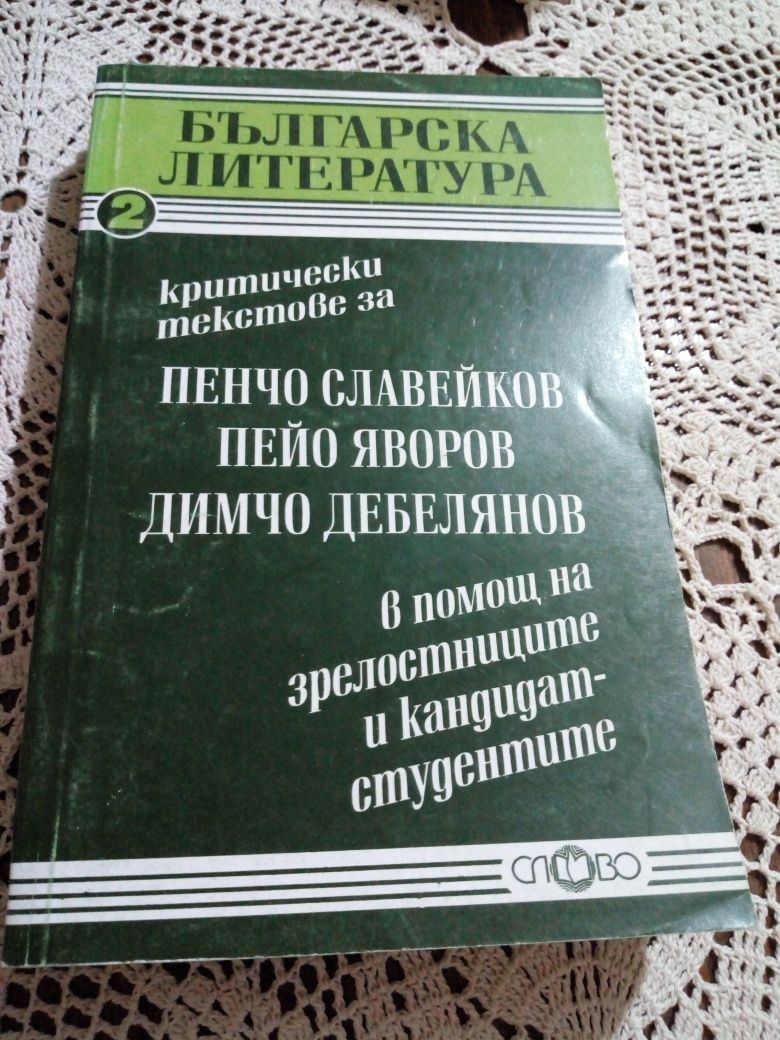 БЪЛГАРСКА
ЛИТЕРАТУРА
2
критически
текстове за
ПЕНЧО СЛАВЕЙКОВ
ПЕЙО ЯВОРОВ
ДИМЧО ДЕБЕЛЯНОВ
в помощ на
зрелостниците
и кандидат-
студентите
СЛОВО